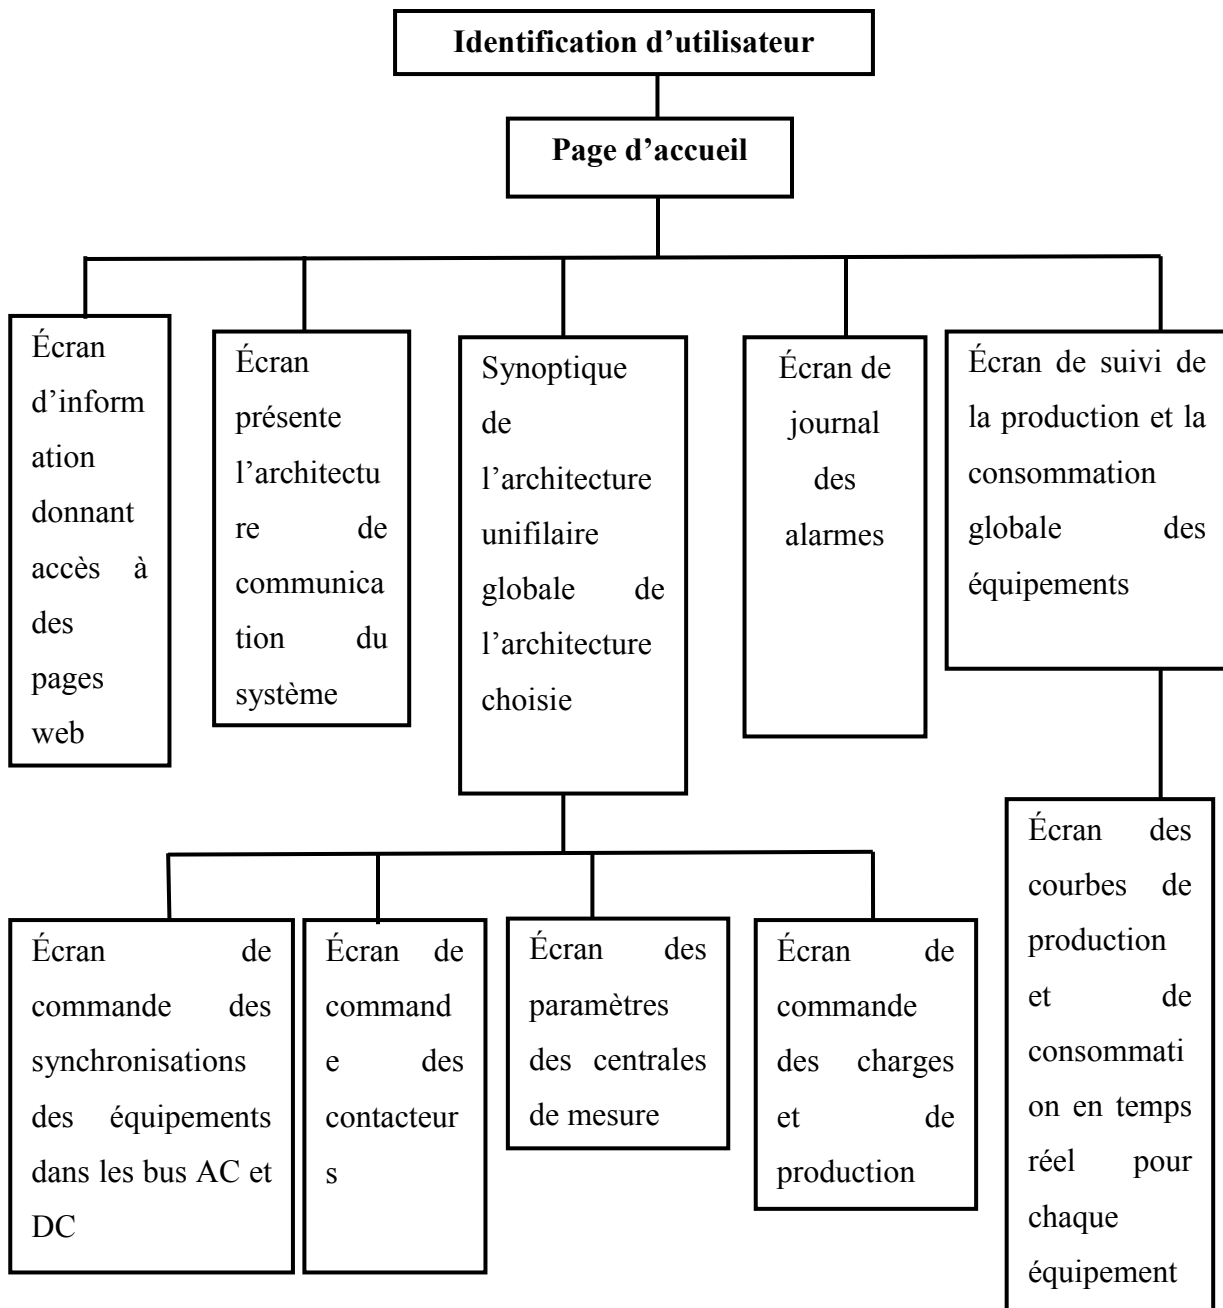 Identification d’utilisateur
Page d’accueil
Écran
d’inform
ation
donnant
accès à
des
pages
web
Écran
présente
l’architectu
re de
communica
tion du
système
Synoptique
de
l’architecture
unifilaire
globale de
l’architecture
choisie
Écran de
journal
des
alarmes
Écran de suivi de
la production et la
consommation
globale des
équipements
Écran de
commande des
synchronisations
des équipements
dans les bus AC et
DC
Écran de
command
e des
contacteur
s
Écran des
paramètres
des centrales
de mesure
Écran de
commande
des charges
et de
production
Écran des
courbes de
production
et de
consommati
on en temps
réel pour
chaque
équipement